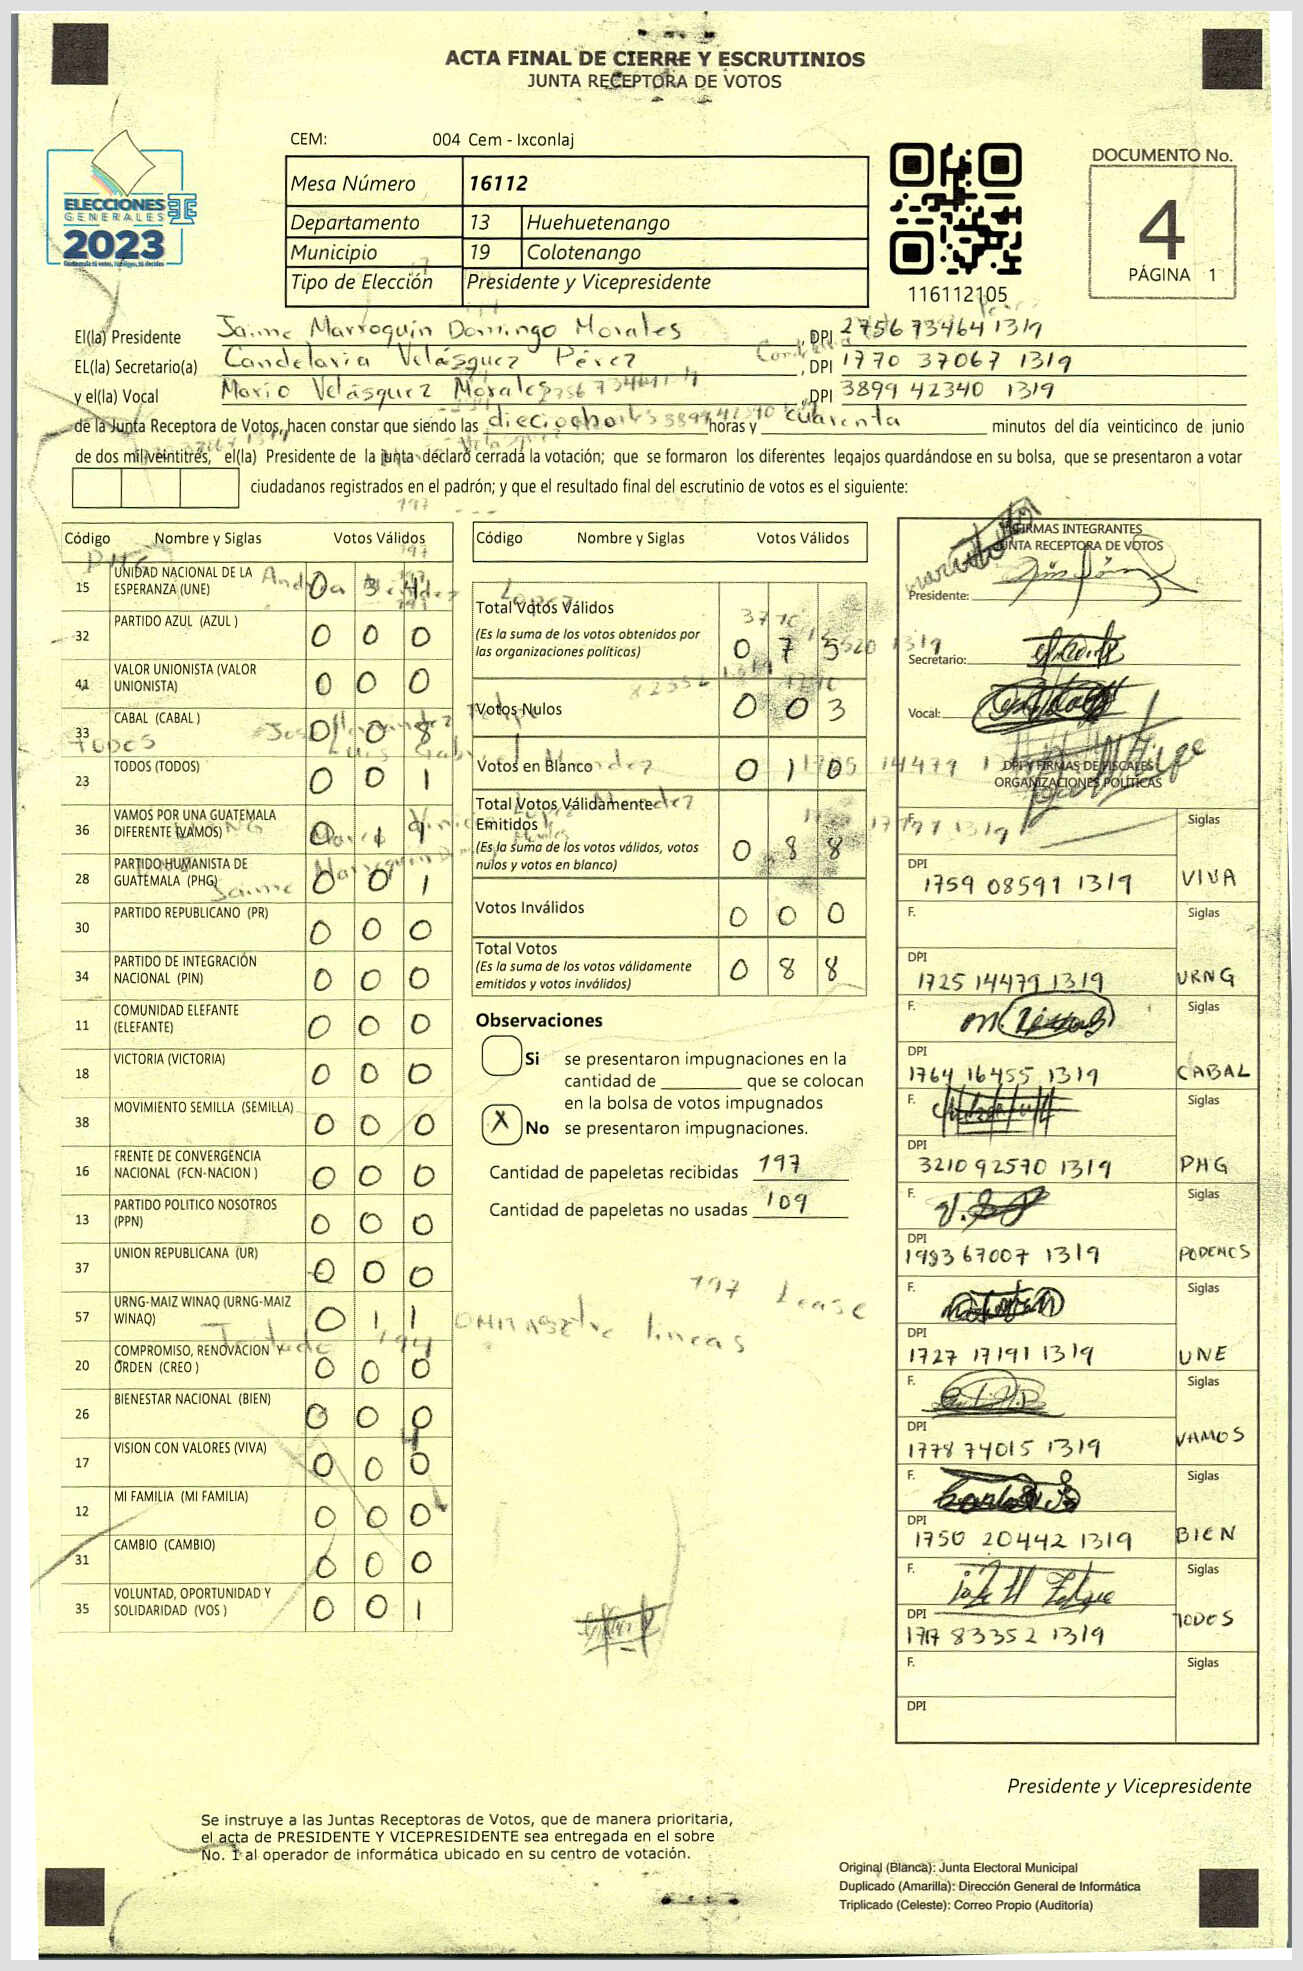 ACTA FINAL DE CIERRE Y ESCRUTINIOS
JUNTA RECEPTORA DE VOTOS
CEM: 004 Cem - Ixconlaj
ELECCIONES
GENERALES
2023
Mesa Número 16112
Departamento 13 Huehuetenango
Municipio 19 Colotenango
Tipo de Elección Presidente y Vicepresidente
116112105
DOCUMENTO No.
4
PÁGINA 1
El(la) Presidente Jaime Marroquin Domingo Morales , DPI 2756 73464 1319
EL(la) Secretario(a) Candelaria Velásquez Pérez , DPI 1770 37067 1319
y el(la) Vocal Mario Velásquez Morales , DPI 3899 42340 1319
de la Junta Receptora de Votos, hacen constar que siendo las dieciocho horas y cuarenta minutos del día veinticinco de junio
de dos mil veintitrés, el(la) Presidente de la junta declaró cerrada la votación; que se formaron los diferentes legajos guardándose en su bolsa, que se presentaron a votar
ciudadanos registrados en el padrón; y que el resultado final del escrutinio de votos es el siguiente:
Código Nombre y Siglas Votos Válidos
15 UNIDAD NACIONAL DE LA ESPERANZA (UNE) 0 3 4
32 PARTIDO AZUL (AZUL ) 0 0 0
41 VALOR UNIONISTA (VALOR UNIONISTA) 0 0 0
33 CABAL (CABAL ) 0 0 8
23 TODOS (TODOS) 0 0 1
36 VAMOS POR UNA GUATEMALA DIFERENTE (VAMOS) 0 1 9
28 PARTIDO HUMANISTA DE GUATEMALA (PHG) 0 0 1
30 PARTIDO REPUBLICANO (PR) 0 0 0
34 PARTIDO DE INTEGRACIÓN NACIONAL (PIN) 0 0 0
11 COMUNIDAD ELEFANTE (ELEFANTE) 0 0 0
18 VICTORIA (VICTORIA) 0 0 0
38 MOVIMIENTO SEMILLA (SEMILLA) 0 0 0
16 FRENTE DE CONVERGENCIA NACIONAL (FCN-NACION ) 0 0 0
13 PARTIDO POLITICO NOSOTROS (PPN) 0 0 0
37 UNION REPUBLICANA (UR) 0 0 0
57 URNG-MAIZ WINAQ (URNG-MAIZ WINAQ) 0 1 1
20 COMPROMISO, RENOVACION Y ORDEN (CREO ) 0 0 0
26 BIENESTAR NACIONAL (BIEN) 0 0 0
17 VISION CON VALORES (VIVA) 0 0 0
12 MI FAMILIA (MI FAMILIA) 0 0 0
31 CAMBIO (CAMBIO) 0 0 0
35 VOLUNTAD, OPORTUNIDAD Y SOLIDARIDAD (VOS ) 0 0 1
Código Nombre y Siglas Votos Válidos
Total Votos Válidos
(Es la suma de los votos obtenidos por
las organizaciones políticas) 0 7 5
Votos Nulos 0 0 3
Votos en Blanco 0 1 0
Total Votos Válidamente
Emitidos
(Es la suma de los votos válidos, votos
nulos y votos en blanco) 0 8 8
Votos Inválidos 0 0 0
Total Votos
(Es la suma de los votos válidamente
emitidos y votos inválidos) 0 8 8
Observaciones
Si se presentaron impugnaciones en la
cantidad de ________ que se colocan
en la bolsa de votos impugnados
X No se presentaron impugnaciones.
Cantidad de papeletas recibidas 197
Cantidad de papeletas no usadas 109
197 Lease
lineas
FIRMAS INTEGRANTES
JUNTA RECEPTORA DE VOTOS
Presidente:
Secretario:
Vocal:
DPI Y FIRMAS DE FISCALES
ORGANIZACIONES POLÍTICAS
F. Siglas
DPI 1759 08591 1319 VIVA
F. Siglas
DPI 1725 14479 1319 URNG
F. Siglas
DPI 1764 16455 1319 CABAL
F. Siglas
DPI 3210 92570 1319 PHG
F. Siglas
DPI 1993 67007 1319 PODEMOS
F. Siglas
DPI 1727 17191 1319 UNE
F. Siglas
DPI 1778 74015 1319 VAMOS
F. Siglas
DPI 1750 20442 1319 BIEN
F. Siglas
DPI 1717 83352 1319 TODOS
F. Siglas
DPI
Presidente y Vicepresidente
Se instruye a las Juntas Receptoras de Votos, que de manera prioritaria,
el acta de PRESIDENTE Y VICEPRESIDENTE sea entregada en el sobre
No. 1 al operador de informática ubicado en su centro de votación.
Original (Blanca): Junta Electoral Municipal
Duplicado (Amarilla): Dirección General de Informática
Triplicado (Celeste): Correo Propio (Auditoría)